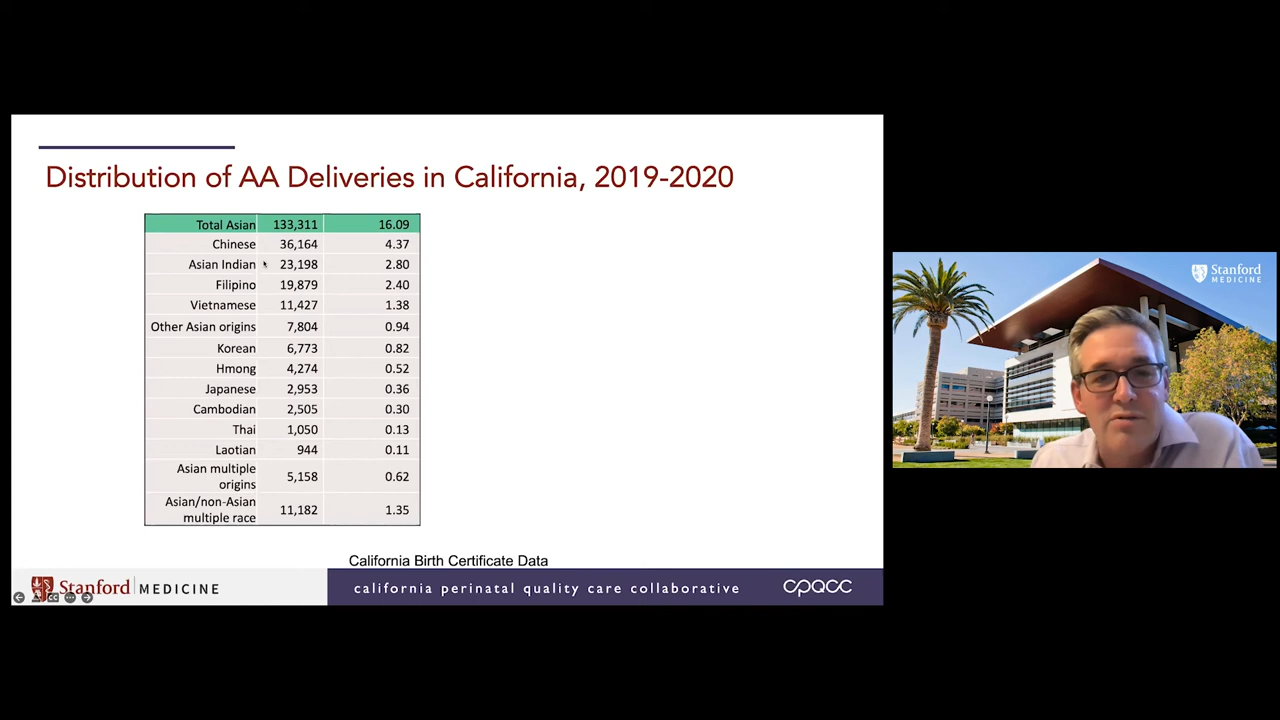 Distribution of AA Deliveries in California, 2019-2020
Total Asian 133,311 16.09
Chinese 36,164 4.37
Asian Indian 23,198 2.80
Filipino 19,879 2.40
Vietnamese 11,427 1.38
Other Asian origins 7,804 0.94
Korean 6,773 0.82
Hmong 4,274 0.52
Japanese 2,953 0.36
Cambodian 2,505 0.30
Thai 1,050 0.13
Laotian 944 0.11
Asian multiple
origins 5,158 0.62
Asian/non-Asian
multiple race 11,182 1.35
California Birth Certificate Data
Stanford MEDICINE
california perinatal quality care collaborative
CPQCC
Stanford
MEDICINE